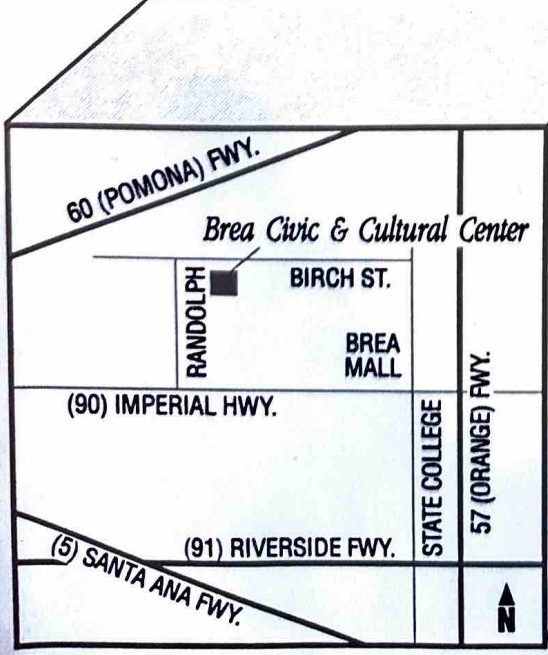 60 (POMONA) FWY.
Brea Civic & Cultural Center
RANDOLPH
BIRCH ST.
BREA
MALL
(90) IMPERIAL HWY.
STATE COLLEGE
57 (ORANGE) FWY.
(5) SANTA ANA FWY.
(91) RIVERSIDE FWY.
N